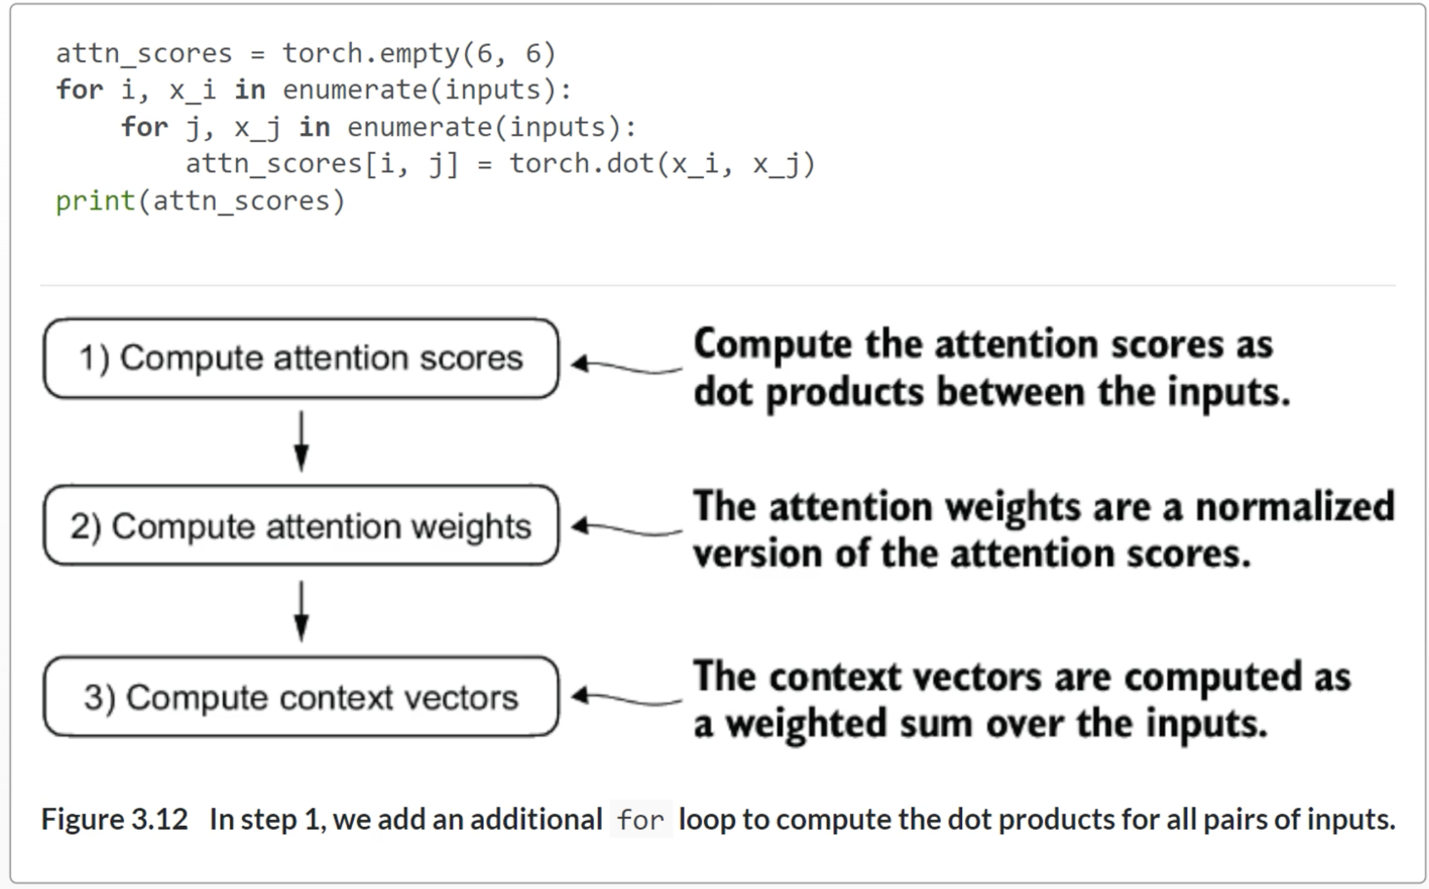 attn_scores = torch.empty(6, 6)
for i, x_i in enumerate(inputs):
    for j, x_j in enumerate(inputs):
        attn_scores[i, j] = torch.dot(x_i, x_j)
print(attn_scores)
1) Compute attention scores
Compute the attention scores as
dot products between the inputs.
2) Compute attention weights
The attention weights are a normalized
version of the attention scores.
3) Compute context vectors
The context vectors are computed as
a weighted sum over the inputs.
Figure 3.12 In step 1, we add an additional for loop to compute the dot products for all pairs of inputs.